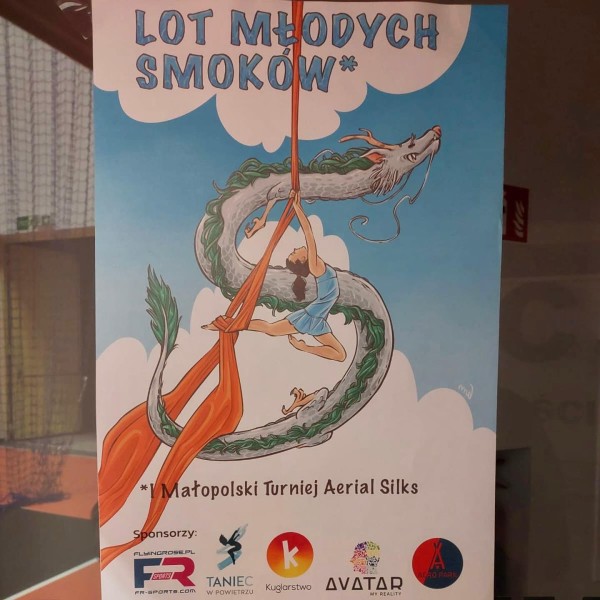 LOT MŁODYCH
SMOKÓW*
*I Małopolski Turniej Aerial Silks
Sponsorzy:
FLYINGROSE.PL
FR
SPORTS
FR-SPORTS.COM
TANIEC
W POWIETRZU
k
Kuglarstwo
AVATAR
MY REALITY